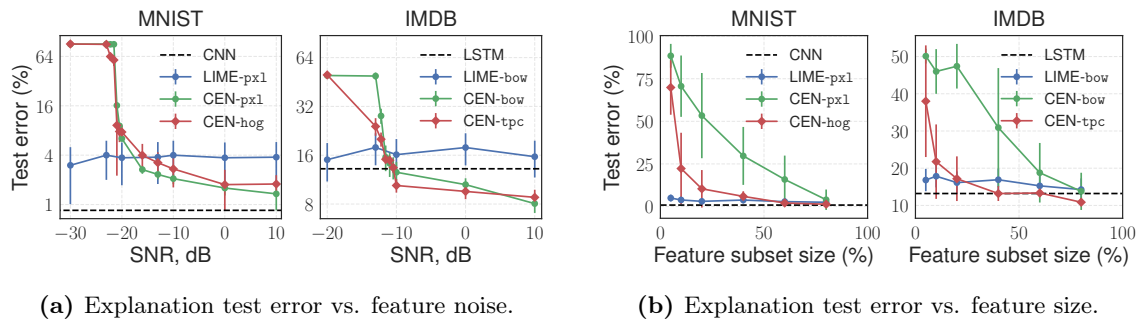 MNIST
IMDB
MNIST
IMDB
Test error (%)
64
16
4
1
CNN
LIME-pxl
CEN-pxl
CEN-hog
−30
−20
−10
0
10
SNR, dB
64
32
16
8
LSTM
LIME-bow
CEN-bow
CEN-tpc
−20
−10
0
10
SNR, dB
Test error (%)
100
75
50
25
0
CNN
LIME-pxl
CEN-pxl
CEN-hog
0
50
100
Feature subset size (%)
50
40
30
20
10
LSTM
LIME-bow
CEN-bow
CEN-tpc
0
50
100
Feature subset size (%)
(a) Explanation test error vs. feature noise.
(b) Explanation test error vs. feature size.